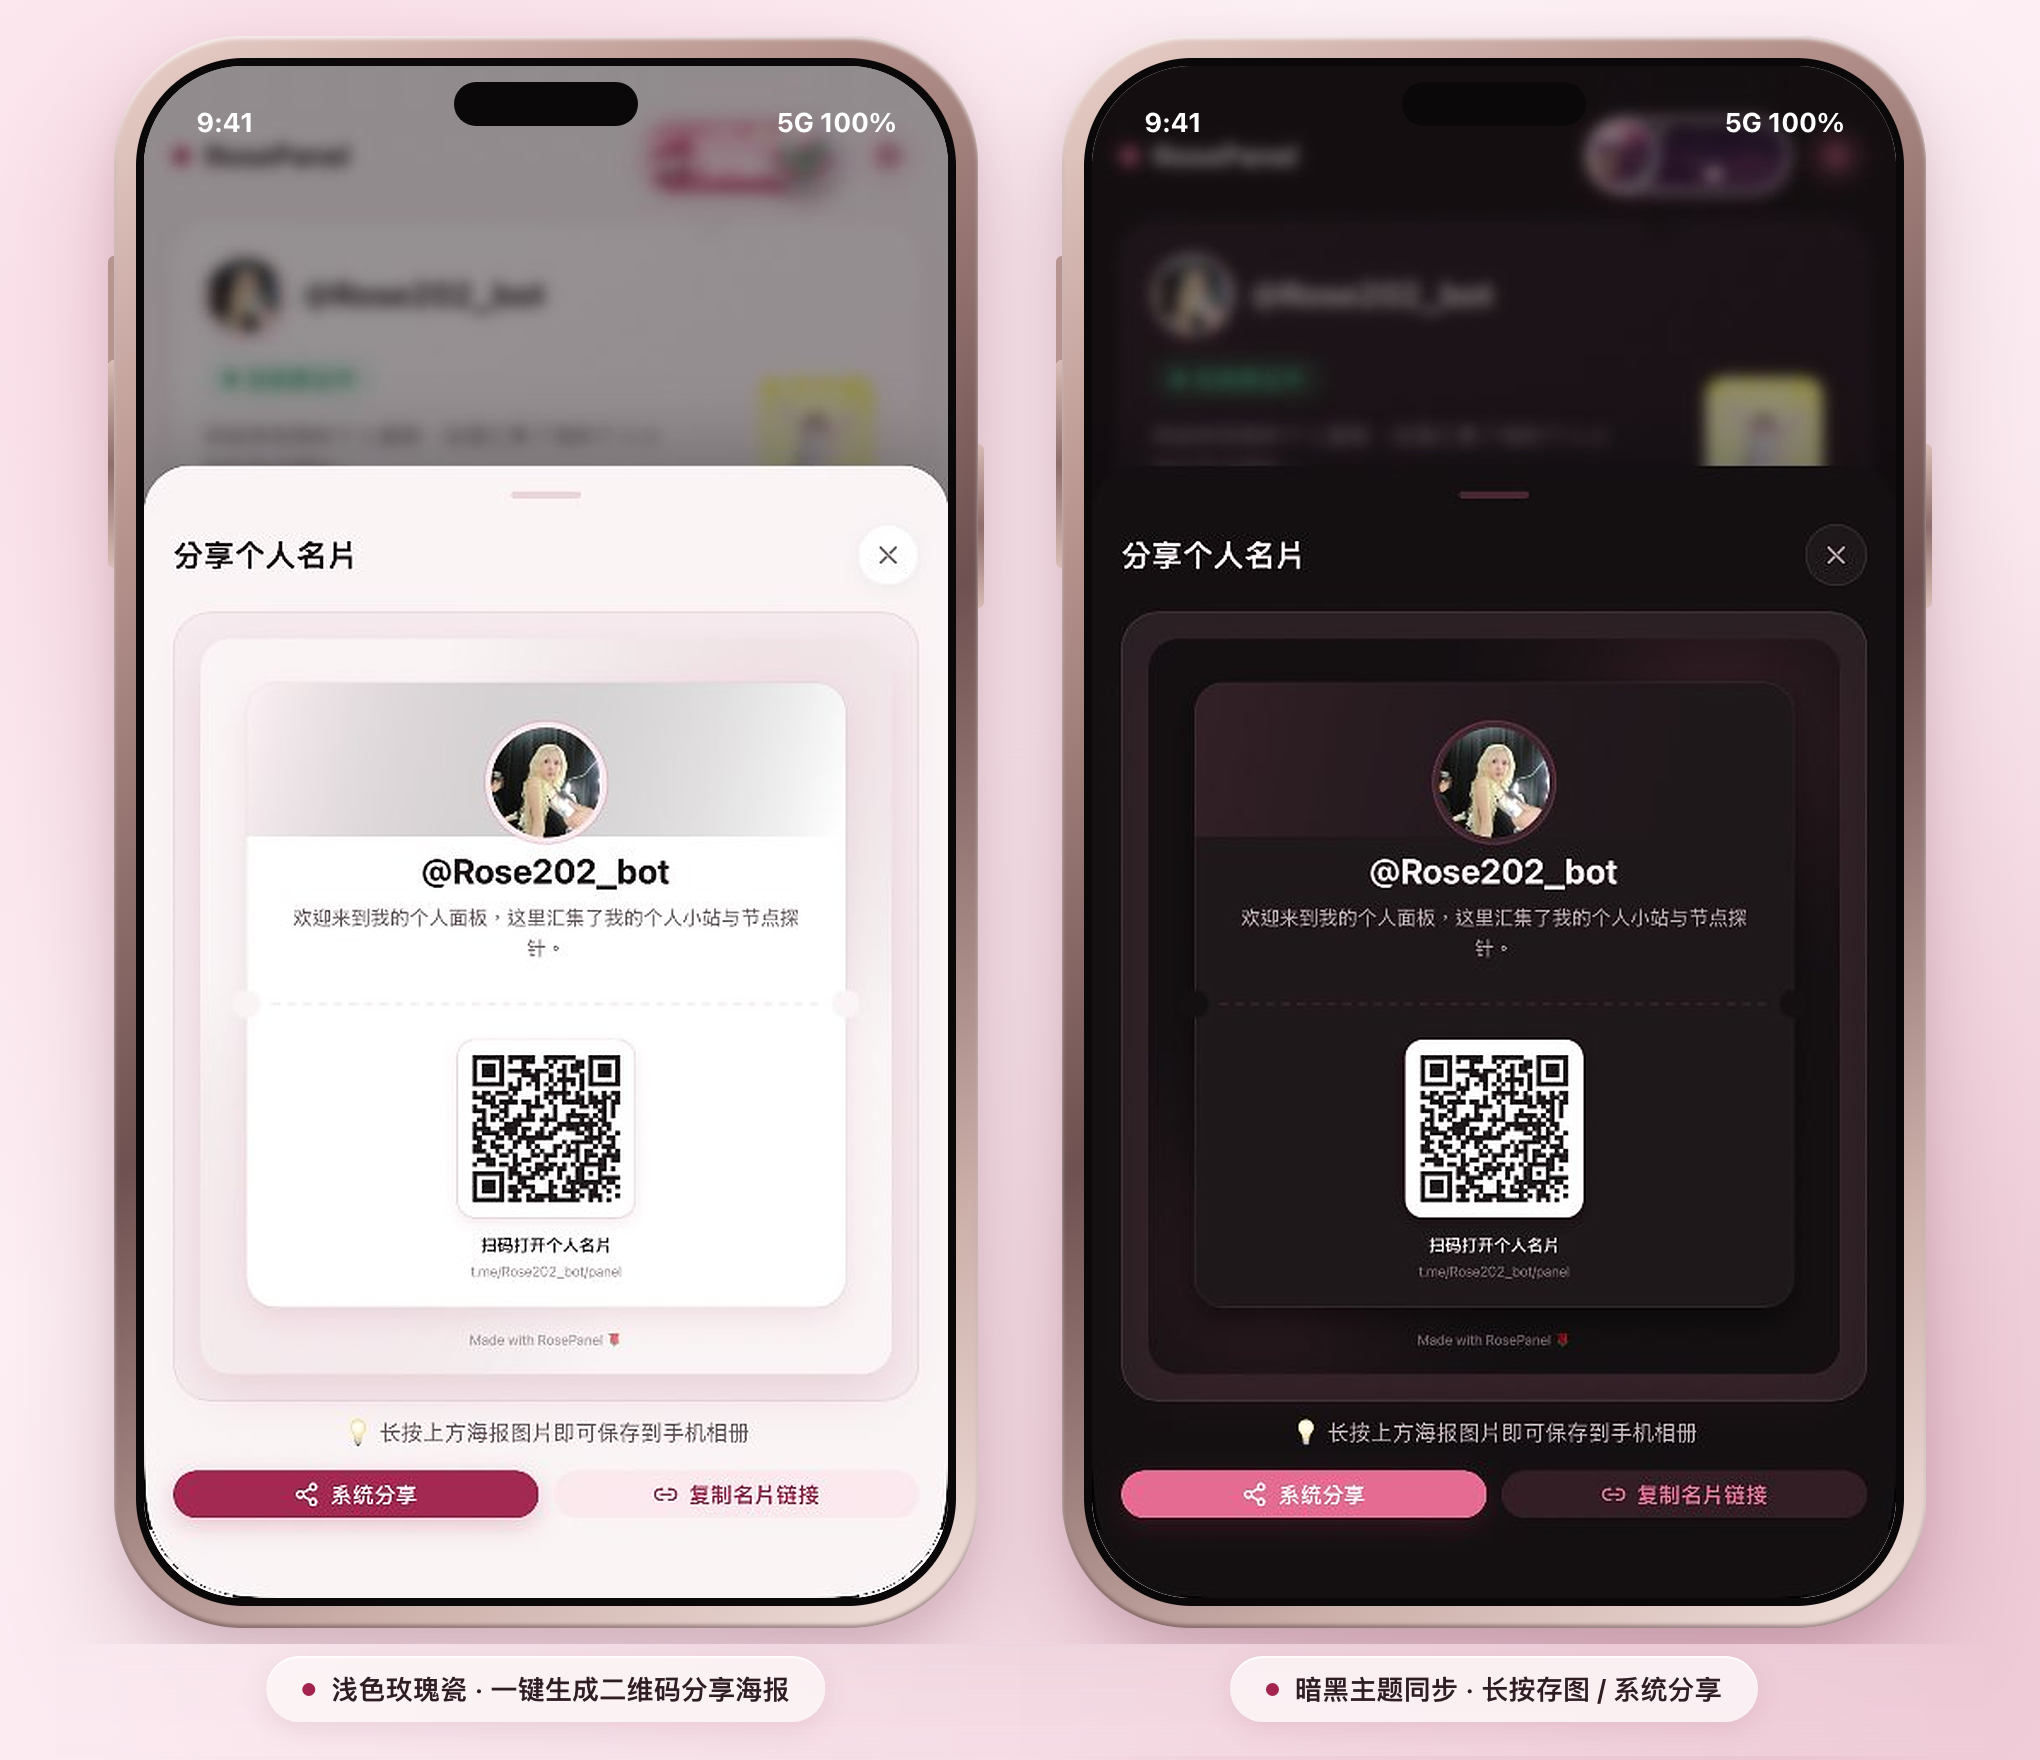 9:41
5G 100%
RosePanel
@Rose202_bot
分享个人名片
@Rose202_bot
欢迎来到我的个人面板，这里汇集了我的个人小站与节点探
针。
扫码打开个人名片
t.me/Rose202_bot/panel
Made with RosePanel
长按上方海报图片即可保存到手机相册
系统分享
复制名片链接
浅色玫瑰瓷 · 一键生成二维码分享海报
9:41
5G 100%
RosePanel
@Rose202_bot
分享个人名片
@Rose202_bot
欢迎来到我的个人面板，这里汇集了我的个人小站与节点探
针。
扫码打开个人名片
t.me/Rose202_bot/panel
Made with RosePanel
长按上方海报图片即可保存到手机相册
系统分享
复制名片链接
暗黑主题同步 · 长按存图 / 系统分享